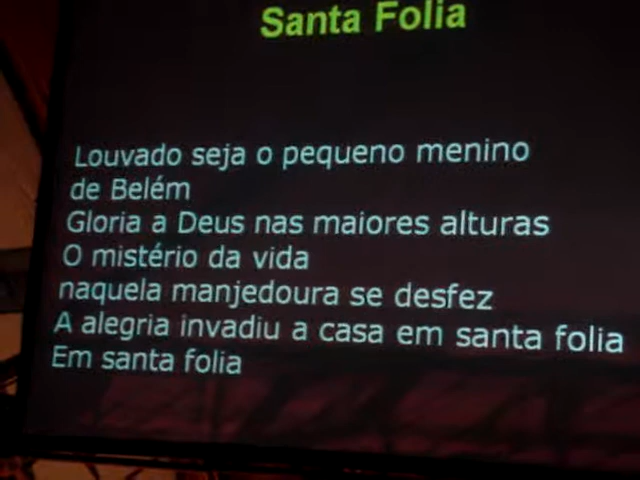 Santa Folia
Louvado seja o pequeno menino
de Belém
Gloria a Deus nas maiores alturas
O mistério da vida
naquela manjedoura se desfez
A alegria invadiu a casa em santa folia
Em santa folia